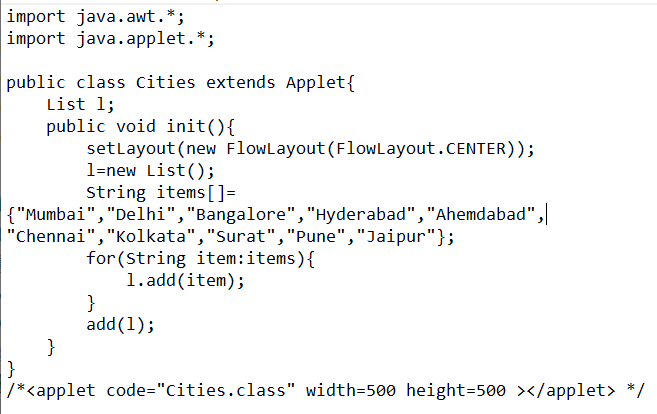 import java.awt.*;
import java.applet.*;

public class Cities extends Applet{
    List l;
    public void init(){
        setLayout(new FlowLayout(FlowLayout.CENTER));
        l=new List();
        String items[]=
{"Mumbai","Delhi","Bangalore","Hyderabad","Ahemdabad",
"Chennai","Kolkata","Surat","Pune","Jaipur"};
        for(String item:items){
            l.add(item);
        }
        add(l);
    }
}
/*<applet code="Cities.class" width=500 height=500 ></applet> */